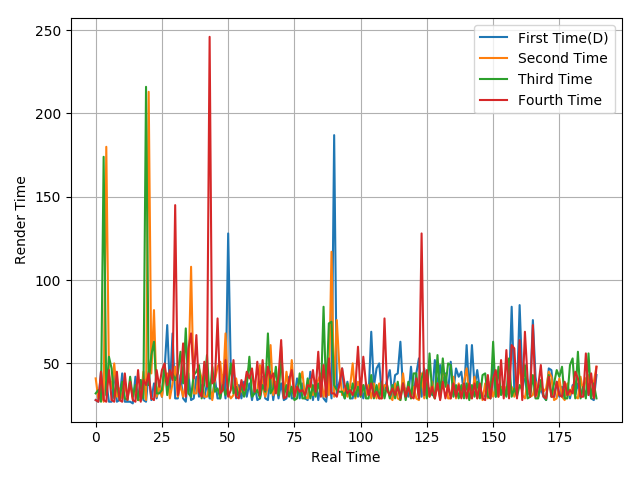 250
200
150
100
50
Render Time
First Time(D)
Second Time
Third Time
Fourth Time
0 25 50 75 100 125 150 175
Real Time